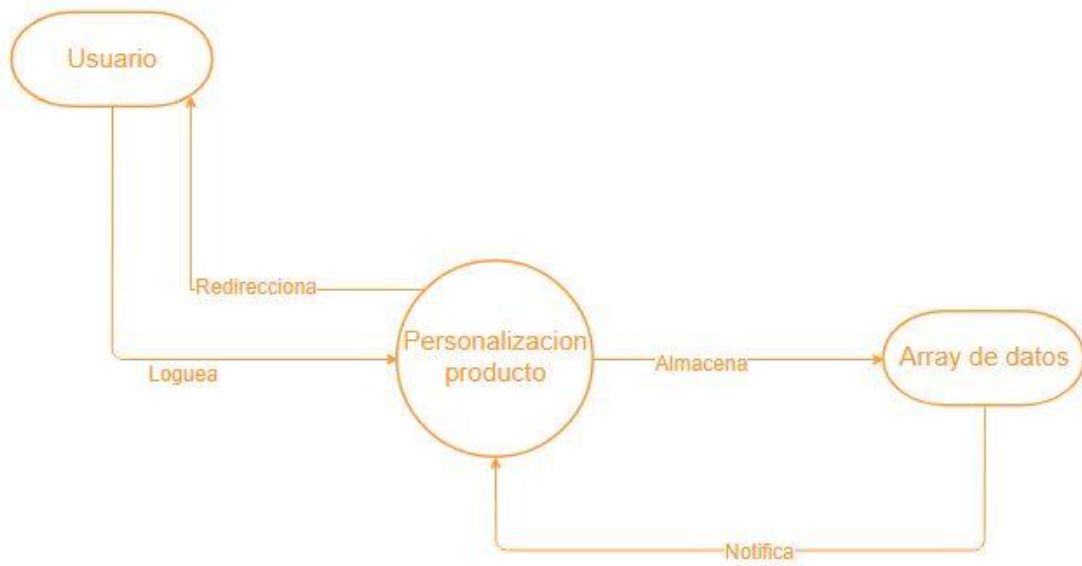 Usuario
Redirecciona
Personalizacion
producto
Loguea
Almacena
Array de datos
Notifica